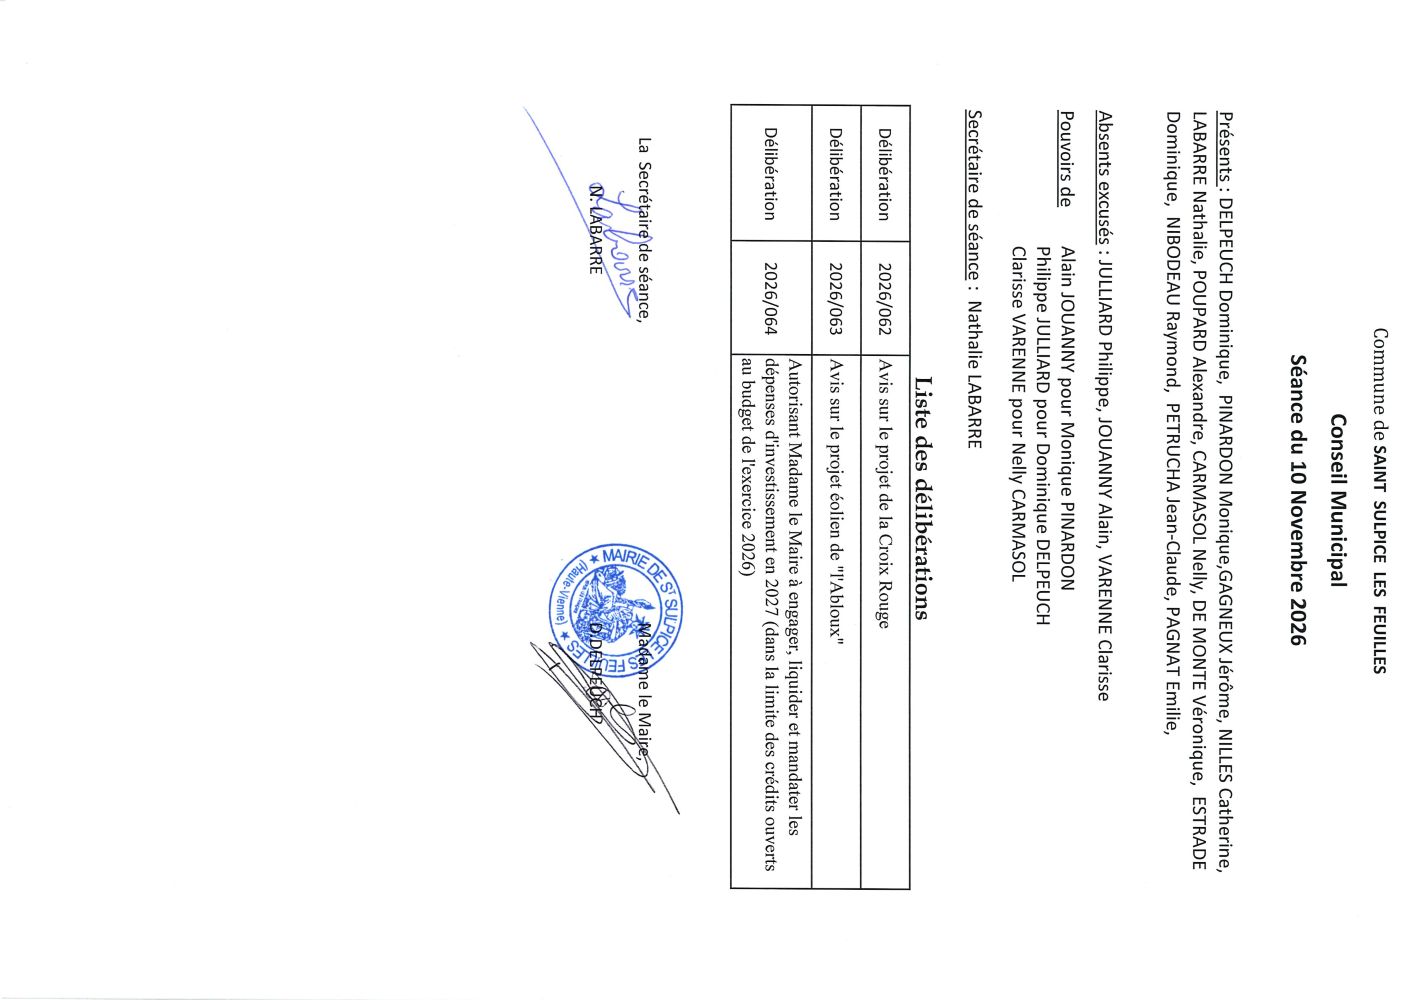 Commune de SAINT SULPICE LES FEUILLES
Conseil Municipal
Séance du 10 Novembre 2026
Présents : DELPEUCH Dominique, PINARDON Monique,GAGNEUX Jérôme, NILLES Catherine,
LABARRE Nathalie, POUPARD Alexandre, CARMASOL Nelly, DE MONTE Véronique, ESTRADE
Dominique, NIBODEAU Raymond, PETRUCHA Jean-Claude, PAGNAT Emilie,
Absents excusés : JULLIARD Philippe, JOUANNY Alain, VARENNE Clarisse
Pouvoirs de Alain JOUANNY pour Monique PINARDON
Philippe JULLIARD pour Dominique DELPEUCH
Clarisse VARENNE pour Nelly CARMASOL
Secrétaire de séance : Nathalie LABARRE
Liste des délibérations
Délibération 2026/062 Avis sur le projet de la Croix Rouge
Délibération 2026/063 Avis sur le projet éolien de "l'Abloux"
Délibération 2026/064 Autorisant Madame le Maire à engager, liquider et mandater les
dépenses d'investissement en 2027 (dans la limite des crédits ouverts
au budget de l'exercice 2026)
La Secrétaire de séance,
Labarre
N. LABARRE
Madame le Maire,
D.DELPEUCH
MAIRIE DE ST SULPICE LES FEUILLES
(Haute-Vienne)